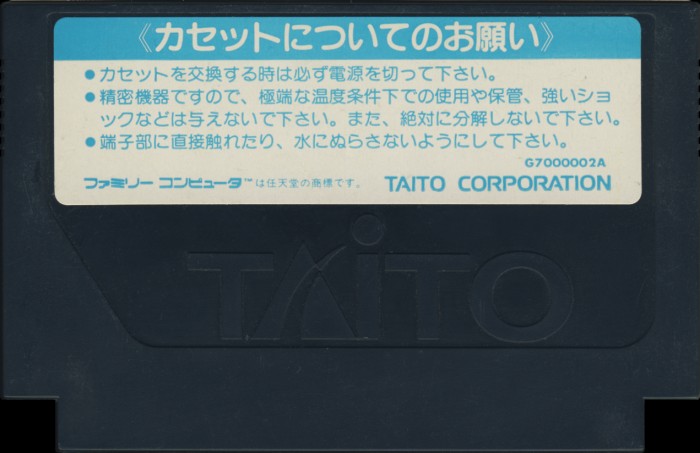 《カセットについてのお願い》
●カセットを交換する時は必ず電源を切って下さい。
●精密機器ですので、極端な温度条件下での使用や保管、強いショ
ックなどは与えないで下さい。また、絶対に分解しないで下さい。
●端子部に直接触れたり、水にぬらさないようにして下さい。
G7000002A
ファミリー コンピュータ™は任天堂の商標です。 TAITO CORPORATION
TAITO